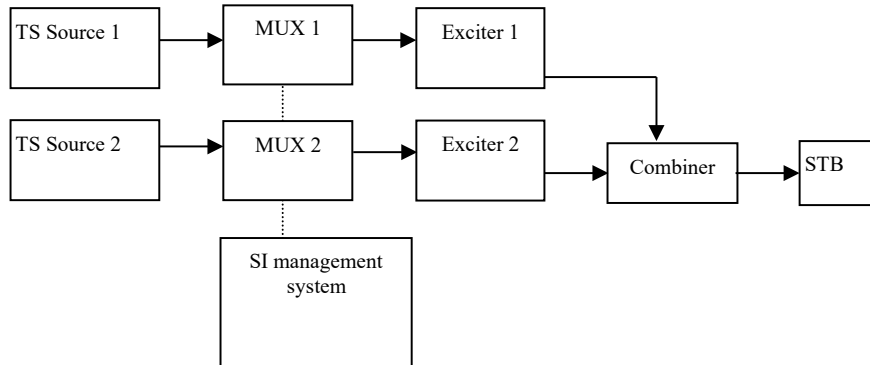 TS Source 1
MUX 1
Exciter 1
TS Source 2
MUX 2
Exciter 2
Combiner
STB
SI management
system